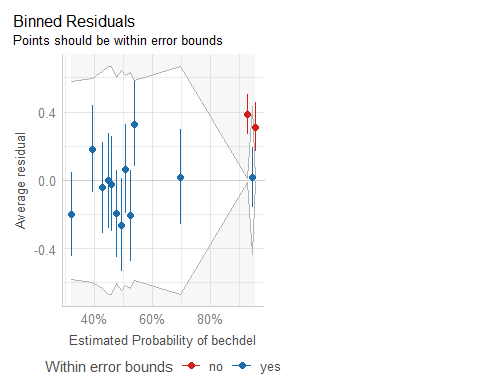 Binned Residuals
Points should be within error bounds
Average residual
0.4
0.0
-0.4
40% 60% 80%
Estimated Probability of bechdel
Within error bounds no yes